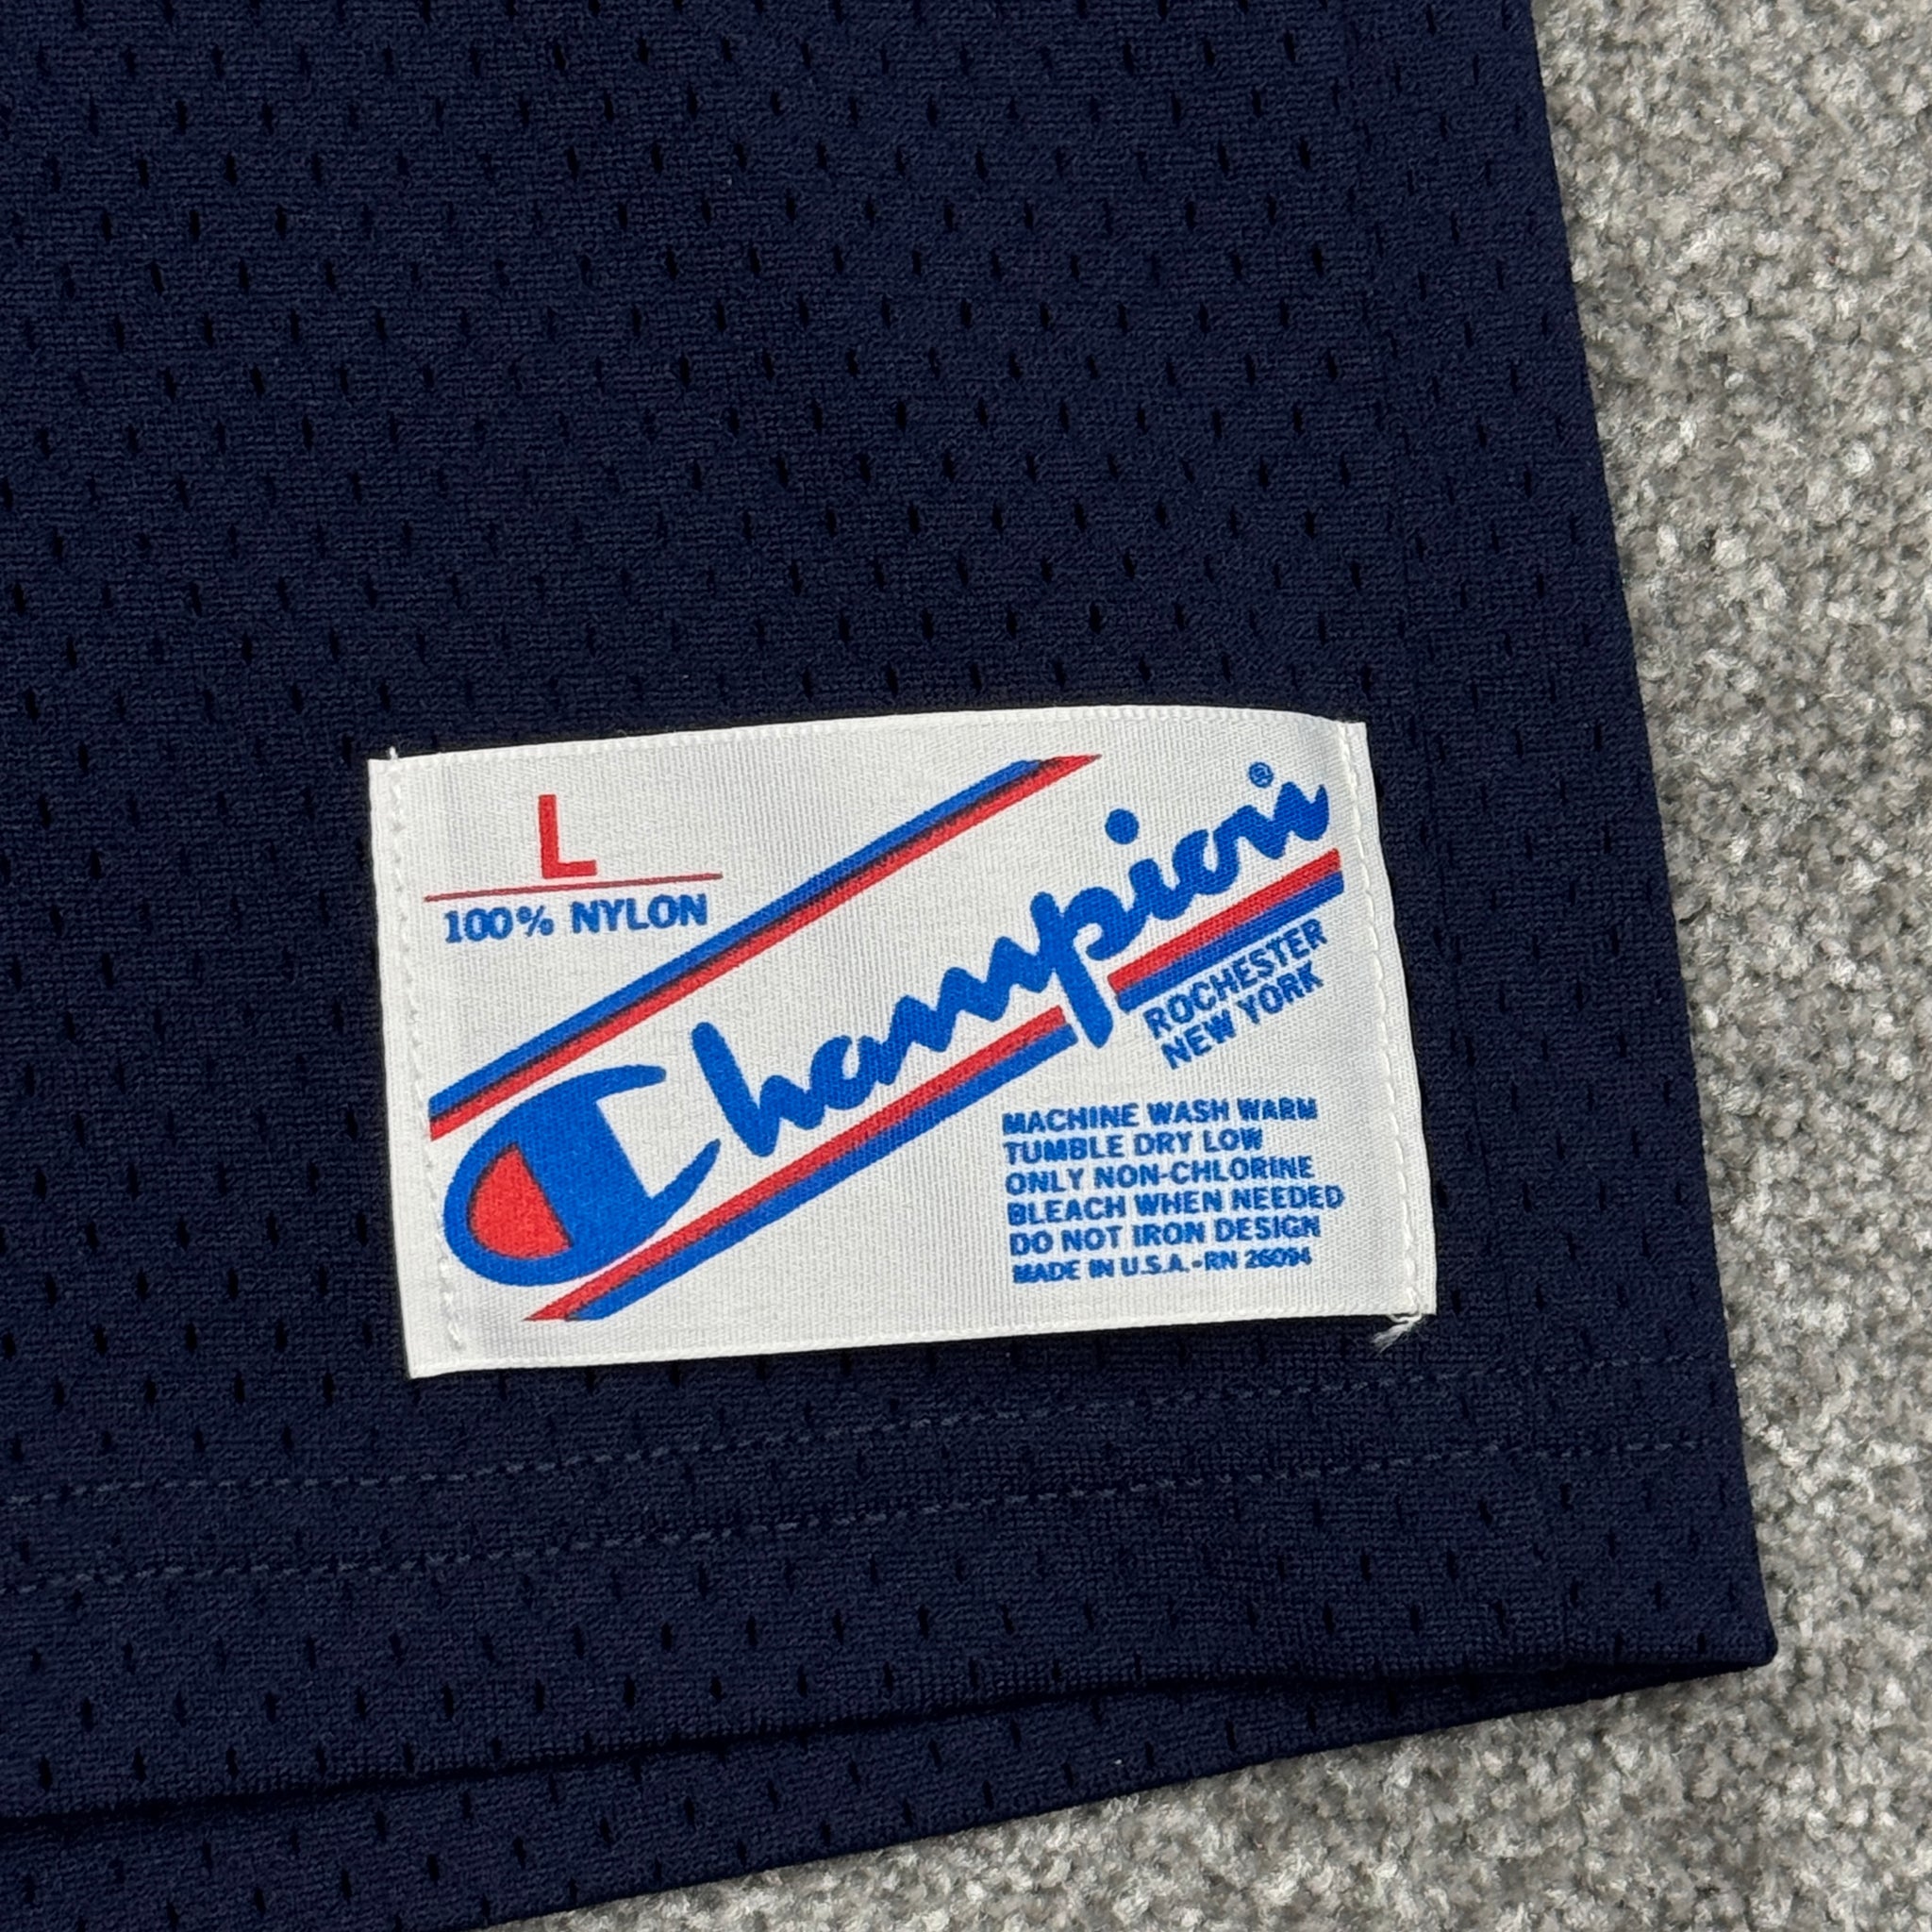 L
100% NYLON
Champion®
ROCHESTER
NEW YORK
MACHINE WASH WARM
TUMBLE DRY LOW
ONLY NON-CHLORINE
BLEACH WHEN NEEDED
DO NOT IRON DESIGN
MADE IN U.S.A.-RN 26094